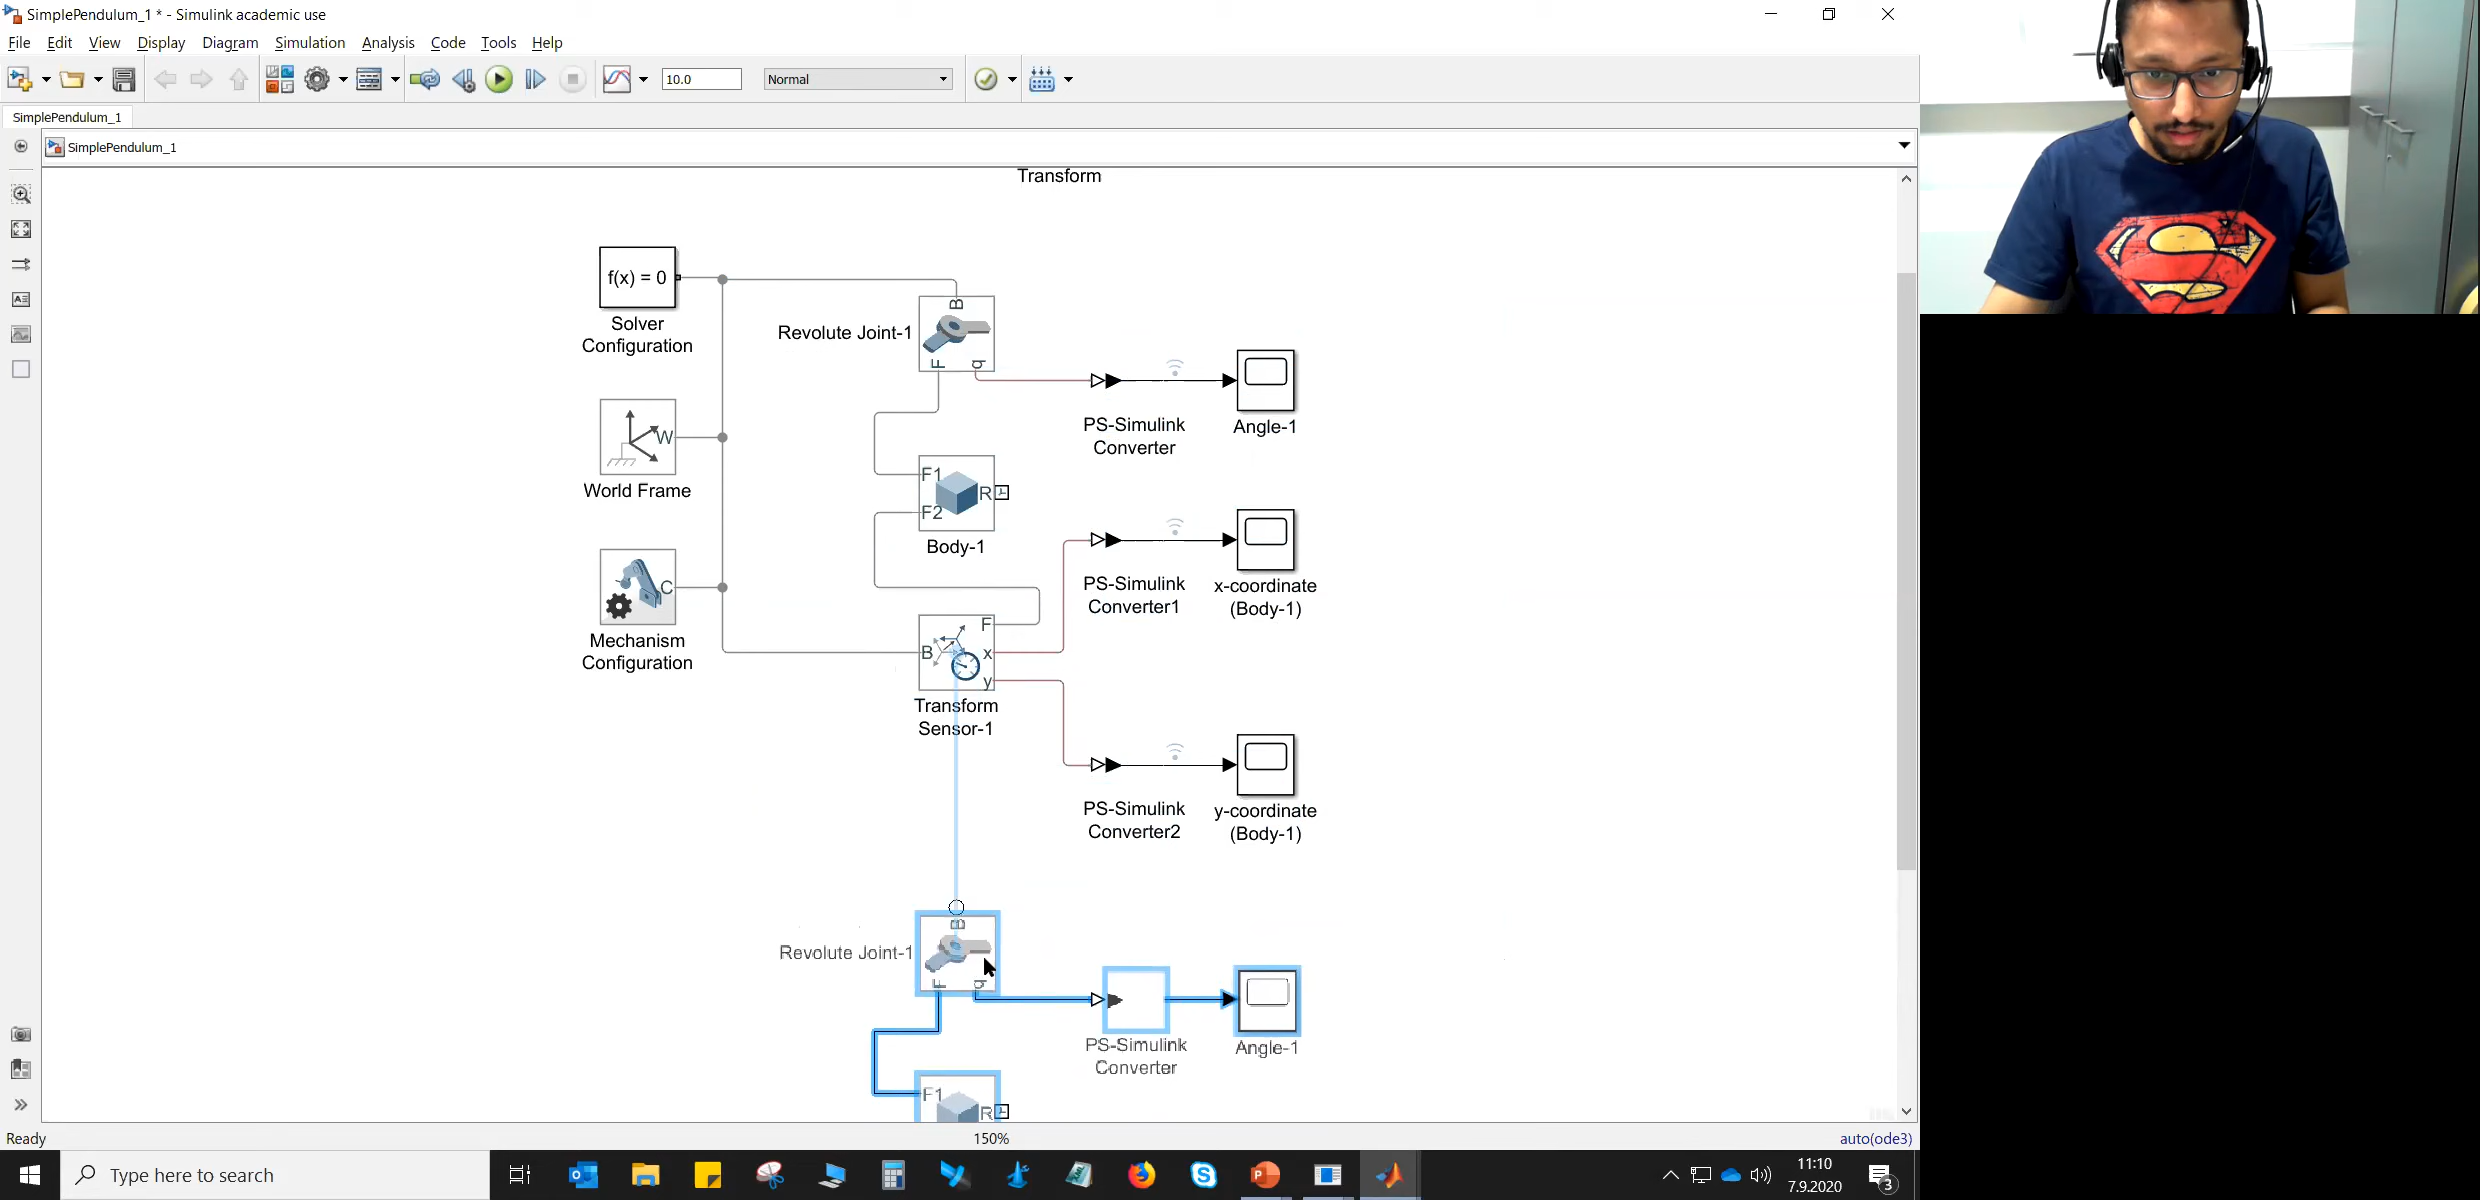 SimplePendulum_1 * - Simulink academic use
File Edit View Display Diagram Simulation Analysis Code Tools Help
10.0
Normal
SimplePendulum_1
SimplePendulum_1
Transform
f(x) = 0
Solver
Configuration
B
Revolute Joint-1
F
q
PS-Simulink
Converter
Angle-1
W
World Frame
F1
R
F2
Body-1
PS-Simulink
Converter1
x-coordinate
(Body-1)
C
Mechanism
Configuration
F
B
x
y
Transform
Sensor-1
PS-Simulink
Converter2
y-coordinate
(Body-1)
B
Revolute Joint-1
F
q
PS-Simulink
Converter
Angle-1
F1
R
Ready
150%
auto(ode3)
Type here to search
11:10
7.9.2020
3